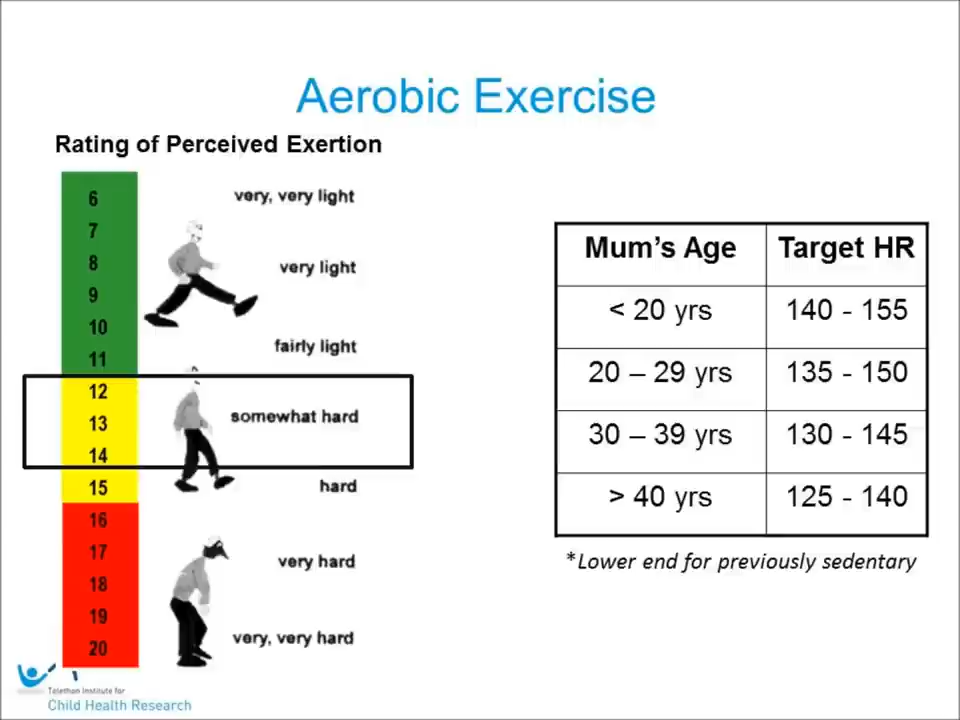 Aerobic Exercise
Rating of Perceived Exertion
6
very, very light
7
8
very light
9
10
11
fairly light
12
13
somewhat hard
14
15
hard
16
17
very hard
18
19
20
very, very hard
Mum's Age Target HR
< 20 yrs 140 - 155
20 – 29 yrs 135 - 150
30 – 39 yrs 130 - 145
> 40 yrs 125 - 140
*Lower end for previously sedentary
Telethon Institute for
Child Health Research